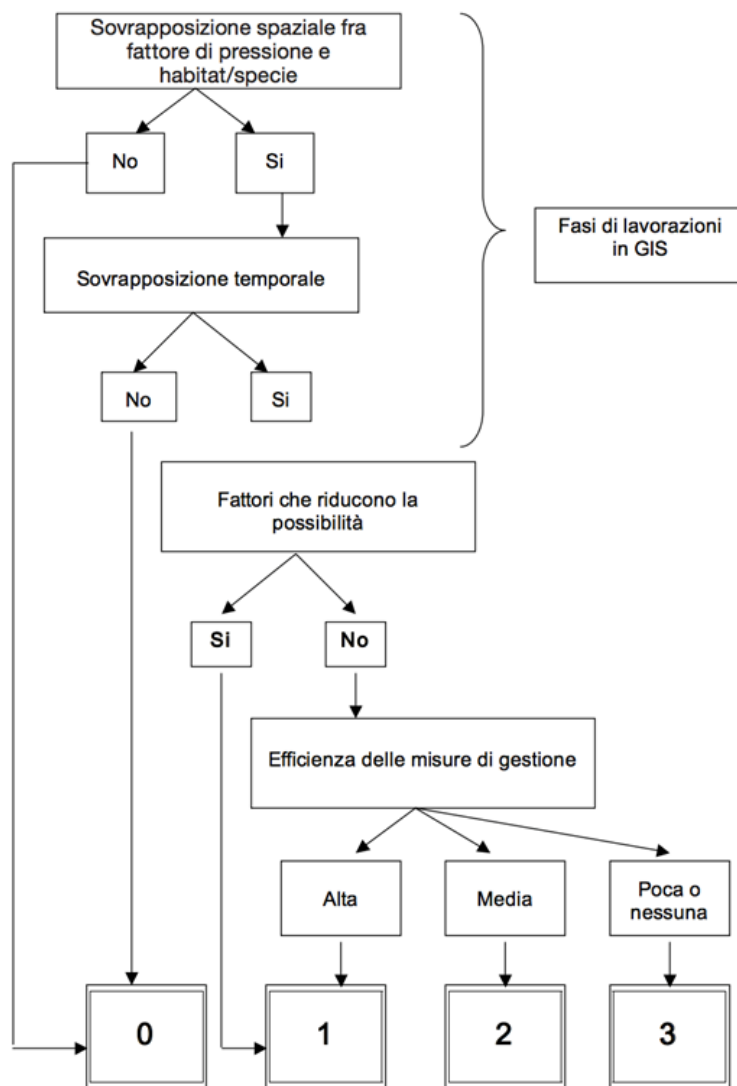 Sovrapposizione spaziale fra
fattore di pressione e
habitat/specie
No
Si
Fasi di lavorazioni
in GIS
Sovrapposizione temporale
No
Si
Fattori che riducono la
possibilità
Si
No
Efficienza delle misure di gestione
Alta
Media
Poca o
nessuna
0
1
2
3